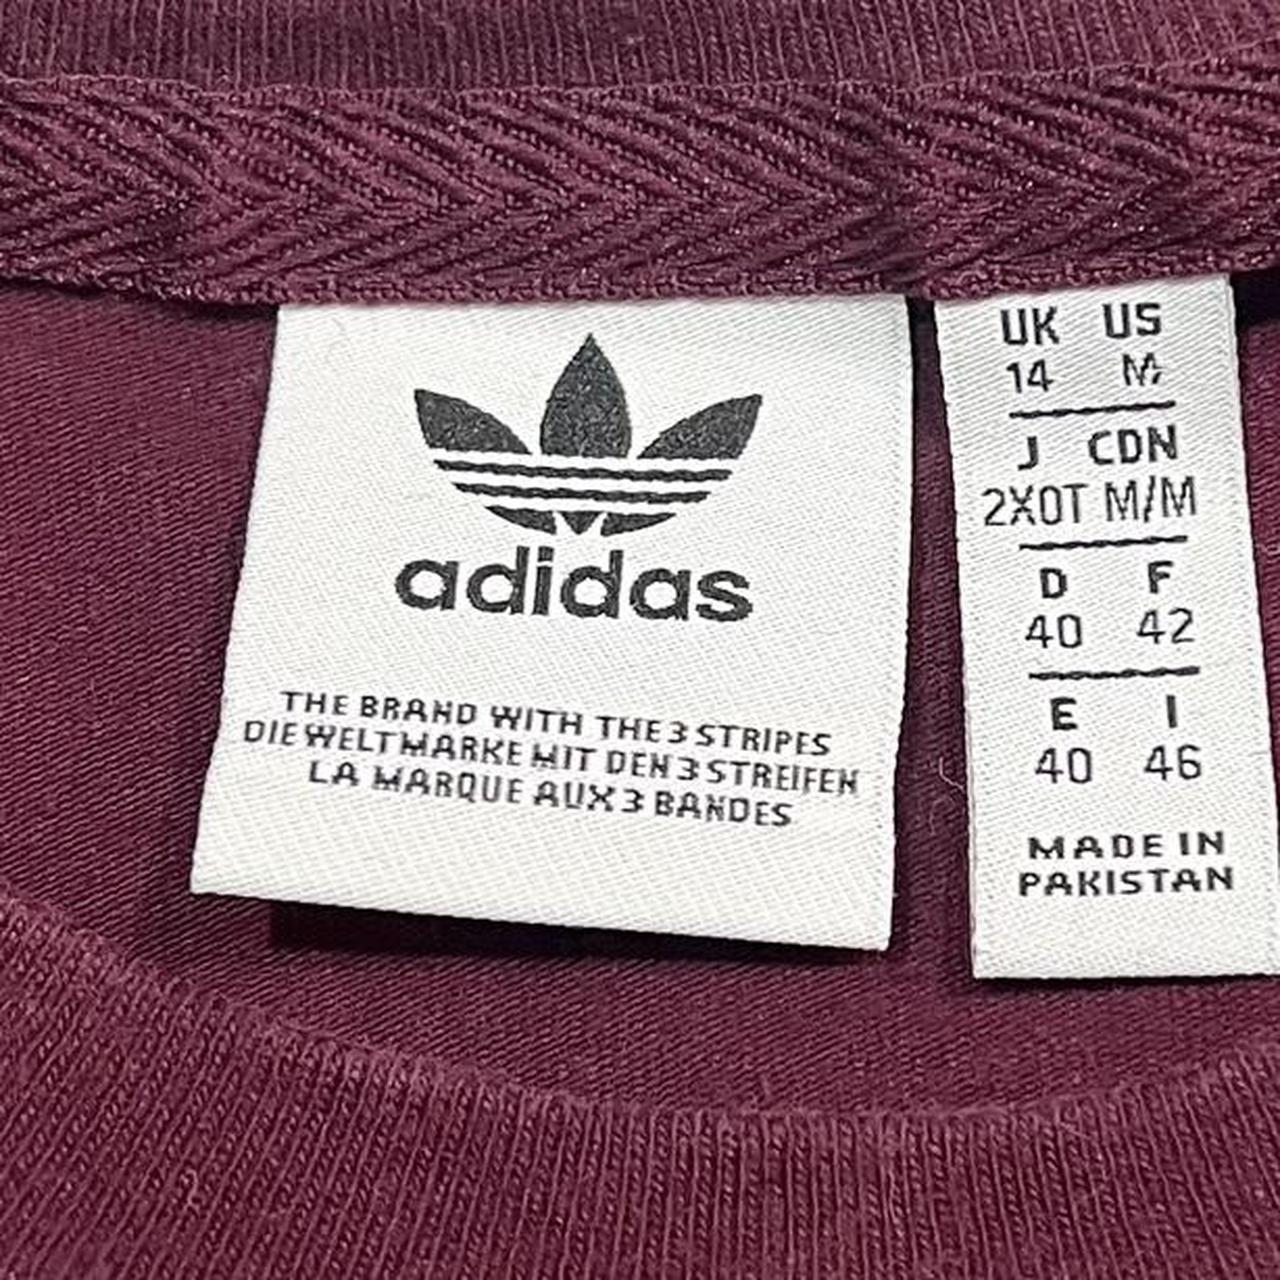 adidas
THE BRAND WITH THE 3 STRIPES
DIE WELTMARKE MIT DEN 3 STREIFEN
LA MARQUE AUX 3 BANDES
UK US
14 M
J CDN
2XOT M/M
D F
40 42
E I
40 46
MADE IN
PAKISTAN